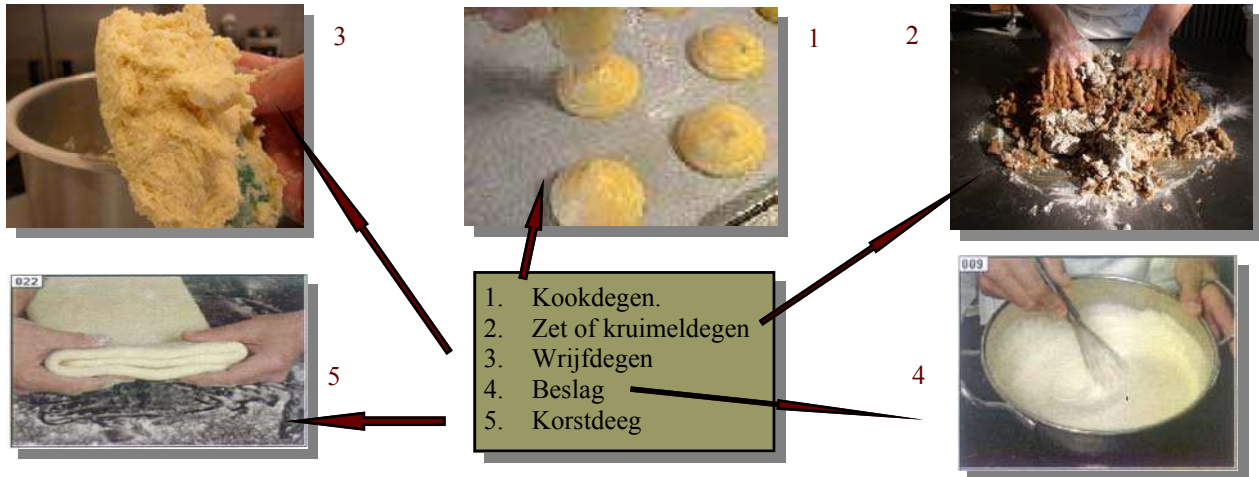 3
1
2
022
009
1. Kookdegen.
2. Zet of kruimeldegen
3. Wrijfdegen
4. Beslag
5. Korstdeeg
5
4